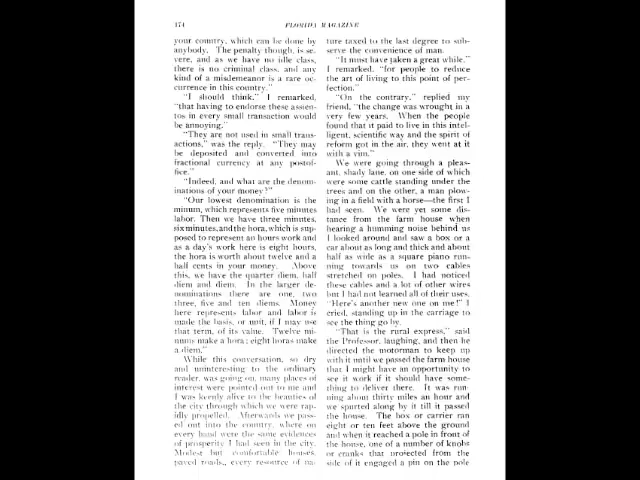 174
FLORIDA MAGAZINE
your country, which can be done by
anybody. The penalty though, is se-
vere, and as we have no idle class,
there is no criminal class, and any
kind of a misdemeanor is a rare oc-
currence in this country."
"I should think," I remarked,
"that having to endorse these assien-
tos in every small transaction would
be annoying."
"They are not used in small trans-
actions," was the reply. "They may
be deposited and converted into
fractional currency at any postof-
fice."
"Indeed, and what are the denom-
inations of your money?"
"Our lowest denomination is the
minum, which represents five minutes
labor. Then we have three minutes,
six minutes, and the hora, which is sup-
posed to represent an hours work and
as a day's work here is eight hours,
the hora is worth about twelve and a
half cents in your money. Above
this, we have the quarter diem, half
diem and diem. In the larger de-
nominations there are one, two
three, five and ten diems. Money
here represents labor and labor is
made the basis, or unit, if I may use
that term, of its value. Twelve mi-
nums make a hora; eight horas make
a diem."
While this conversation, so dry
and uninteresting to the ordinary
reader, was going on, many places of
interest were pointed out to me and
I was keenly alive to the beauties of
the city through which we were rap-
idly propelled. Afterwards we pass-
ed out into the country, where on
every hand were the same evidences
of prosperity I had seen in the city.
Modest but comfortable houses,
paved roads,, every resource of na-
ture taxed to the last degree to sub-
serve the convenience of man.
"It must have taken a great while,"
I remarked, "for people to reduce
the art of living to this point of per-
fection."
"On the contrary," replied my
friend, "the change was wrought in a
very few years. When the people
found that it paid to live in this intel-
ligent, scientific way and the spirit of
reform got in the air, they went at it
with a vim."
We were going through a pleas-
ant, shady lane, on one side of which
were some cattle standing under the
trees and on the other, a man plow-
ing in a field with a horse—the first I
had seen. We were yet some dis-
tance from the farm house when
hearing a humming noise behind us
I looked around and saw a box or a
car about as long and thick and about
half as wide as a square piano run-
ning towards us on two cables
stretched on poles. I had noticed
these cables and a lot of other wires
but I had not learned all of their uses.
"Here's another new one on me!" I
cried, standing up in the carriage to
see the thing go by.
"That is the rural express," said
the Professor, laughing, and then he
directed the motorman to keep up
with it until we passed the farm house
that I might have an opportunity to
see it work if it should have some-
thing to deliver there. It was run-
ning about thirty miles an hour and
we spurted along by it till it passed
the house. The box or carrier ran
eight or ten feet above the ground
and when it reached a pole in front of
the house, one of a number of knobs
or cranks that protected from the
side of it engaged a pin on the pole